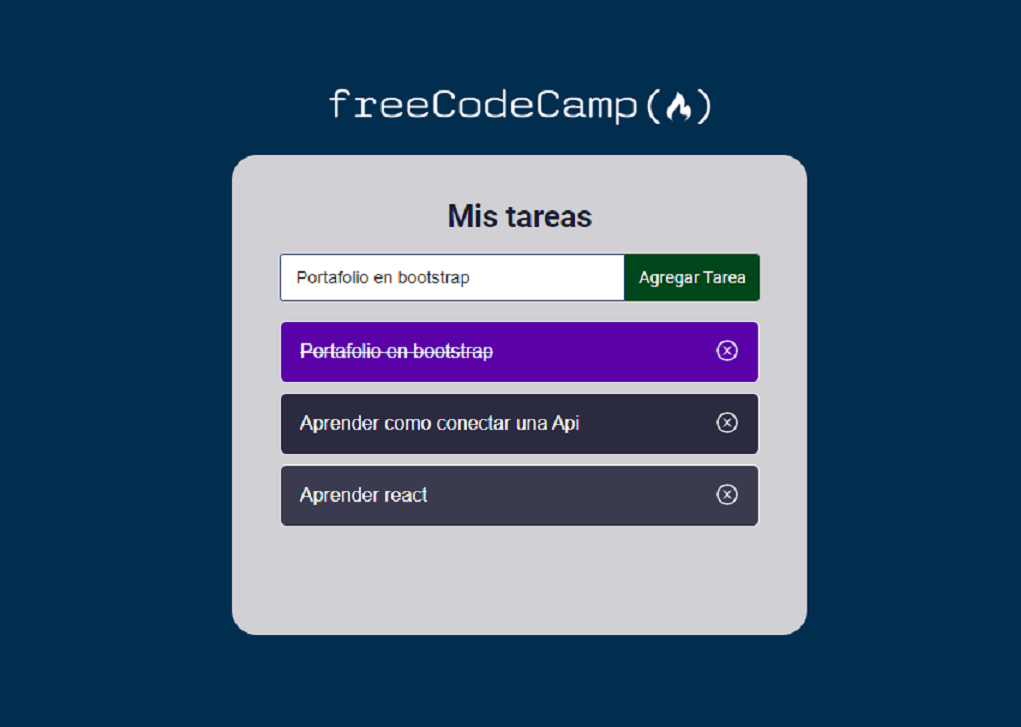 freeCodeCamp(🔥)
Mis tareas
Portafolio en bootstrap
Agregar Tarea
Portafolio en bootstrap
Aprender como conectar una Api
Aprender react